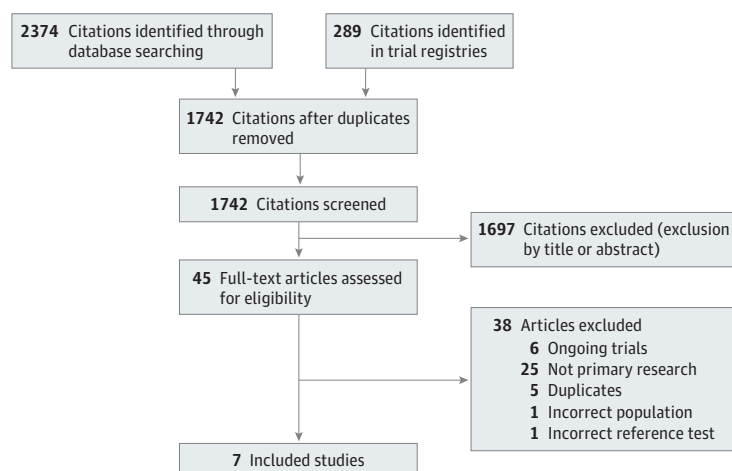 2374 Citations identified through
database searching
289 Citations identified
in trial registries
1742 Citations after duplicates
removed
1742 Citations screened
1697 Citations excluded (exclusion
by title or abstract)
45 Full-text articles assessed
for eligibility
38 Articles excluded
6 Ongoing trials
25 Not primary research
5 Duplicates
1 Incorrect population
1 Incorrect reference test
7 Included studies